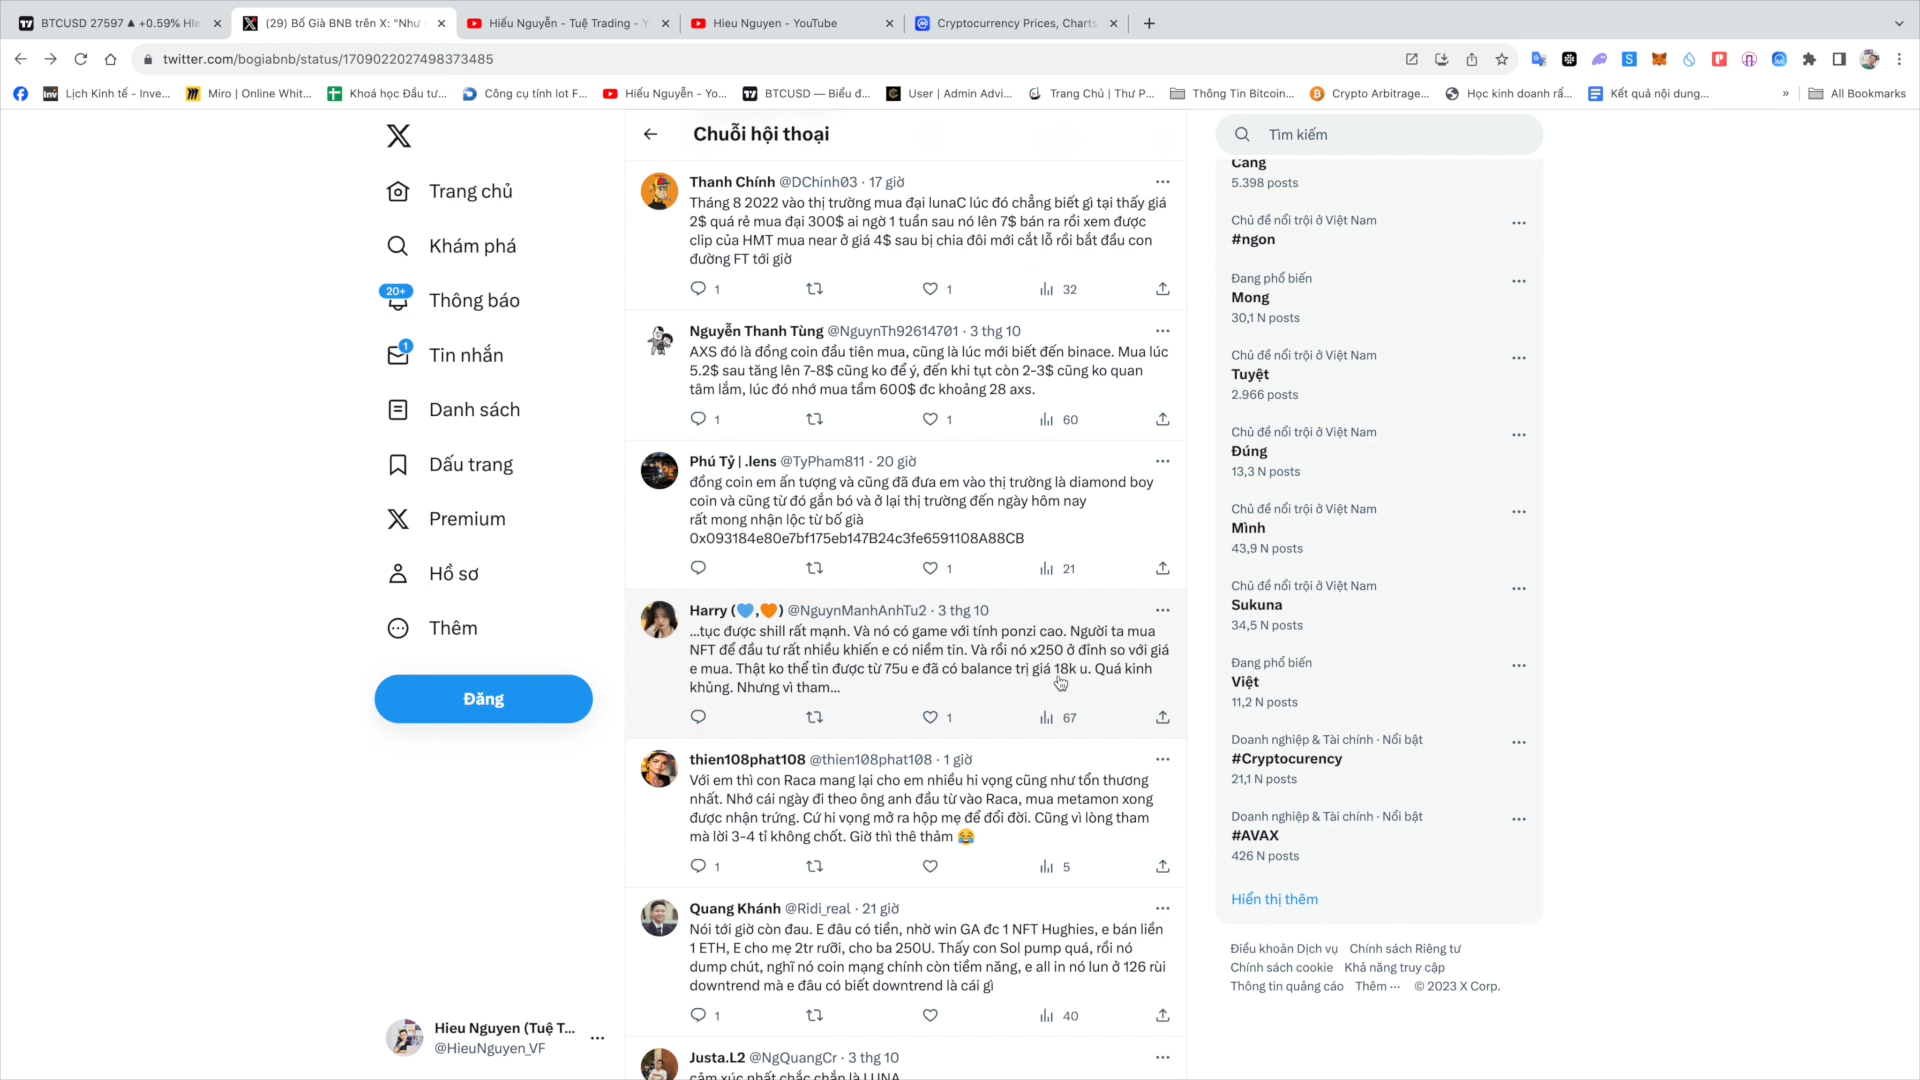 BTCUSD 27597 ▲ +0.59%
(29) Bố Già BNB trên X: "Như
Hiếu Nguyễn - Tuệ Trading - Y
Hieu Nguyen - YouTube
Cryptocurrency Prices, Charts
twitter.com/bogiabnb/status/1709022027498373485
Lịch Kinh tế - Inve...
Miro | Online Whit...
Khoá học Đầu tư...
Công cụ tính lot F...
Hiếu Nguyễn - Yo...
BTCUSD — Biểu đ...
User | Admin Advi...
Trang Chủ | Thư P...
Thông Tin Bitcoin...
Crypto Arbitrage...
Học kinh doanh rấ...
Kết quả nội dung...
»
All Bookmarks
Trang chủ
Khám phá
20+
Thông báo
1
Tin nhắn
Danh sách
Dấu trang
Premium
Hồ sơ
Thêm
Đăng
Hieu Nguyen (Tuệ T...
@HieuNguyen_VF
Chuỗi hội thoại
Thanh Chính @DChinh03 · 17 giờ
Tháng 8 2022 vào thị trường mua đại lunaC lúc đó chẳng biết gì tại thấy giá
2$ quá rẻ mua đại 300$ ai ngờ 1 tuần sau nó lên 7$ bán ra rồi xem được
clip của HMT mua near ở giá 4$ sau bị chia đôi mới cắt lỗ rồi bắt đầu con
đường FT tới giờ
1 1 32
Nguyễn Thanh Tùng @NguynTh92614701 · 3 thg 10
AXS đó là đồng coin đầu tiên mua, cũng là lúc mới biết đến binace. Mua lúc
5.2$ sau tăng lên 7-8$ cũng ko để ý, đến khi tụt còn 2-3$ cũng ko quan
tâm lắm, lúc đó nhớ mua tầm 600$ đc khoảng 28 axs.
1 1 60
Phú Tỷ | .lens @TyPham811 · 20 giờ
đồng coin em ấn tượng và cũng đã đưa em vào thị trường là diamond boy
coin và cũng từ đó gắn bó và ở lại thị trường đến ngày hôm nay
rất mong nhận lộc từ bố già
0x093184e80e7bf175eb147B24c3fe6591108A88CB
1 21
Harry (💙,🧡) @NguynManhAnhTu2 · 3 thg 10
...tục được shill rất mạnh. Và nó có game với tính ponzi cao. Người ta mua
NFT để đầu tư rất nhiều khiến e có niềm tin. Và rồi nó x250 ở đỉnh so với giá
e mua. Thật ko thể tin được từ 75u e đã có balance trị giá 18k u. Quá kinh
khủng. Nhưng vì tham...
1 67
thien108phat108 @thien108phat108 · 1 giờ
Với em thì con Raca mang lại cho em nhiều hi vọng cũng như tổn thương
nhất. Nhớ cái ngày đi theo ông anh đầu từ vào Raca, mua metamon xong
được nhận trứng. Cứ hi vọng mở ra hộp mẹ để đổi đời. Cũng vì lòng tham
mà lời 3-4 tỉ không chốt. Giờ thì thê thảm 😂
1 5
Quang Khánh @Ridi_real · 21 giờ
Nói tới giờ còn đau. E đâu có tiền, nhờ win GA đc 1 NFT Hughies, e bán liền
1 ETH, E cho mẹ 2tr rưỡi, cho ba 250U. Thấy con Sol pump quá, rồi nó
dump chút, nghĩ nó coin mạng chính còn tiềm năng, e all in nó lun ở 126 rùi
downtrend mà e đâu có biết downtrend là cái gì
1 40
Justa.L2 @NgQuangCr · 3 thg 10
cảm xúc nhất chắc chắn là LUNA
Tìm kiếm
Cang
5.398 posts
Chủ đề nổi trội ở Việt Nam
#ngon
Đang phổ biến
Mong
30,1 N posts
Chủ đề nổi trội ở Việt Nam
Tuyệt
2.966 posts
Chủ đề nổi trội ở Việt Nam
Đúng
13,3 N posts
Chủ đề nổi trội ở Việt Nam
Mình
43,9 N posts
Chủ đề nổi trội ở Việt Nam
Sukuna
34,5 N posts
Đang phổ biến
Việt
11,2 N posts
Doanh nghiệp & Tài chính · Nổi bật
#Cryptocurency
21,1 N posts
Doanh nghiệp & Tài chính · Nổi bật
#AVAX
426 N posts
Hiển thị thêm
Điều khoản Dịch vụ Chính sách Riêng tư
Chính sách cookie Khả năng truy cập
Thông tin quảng cáo Thêm ··· © 2023 X Corp.